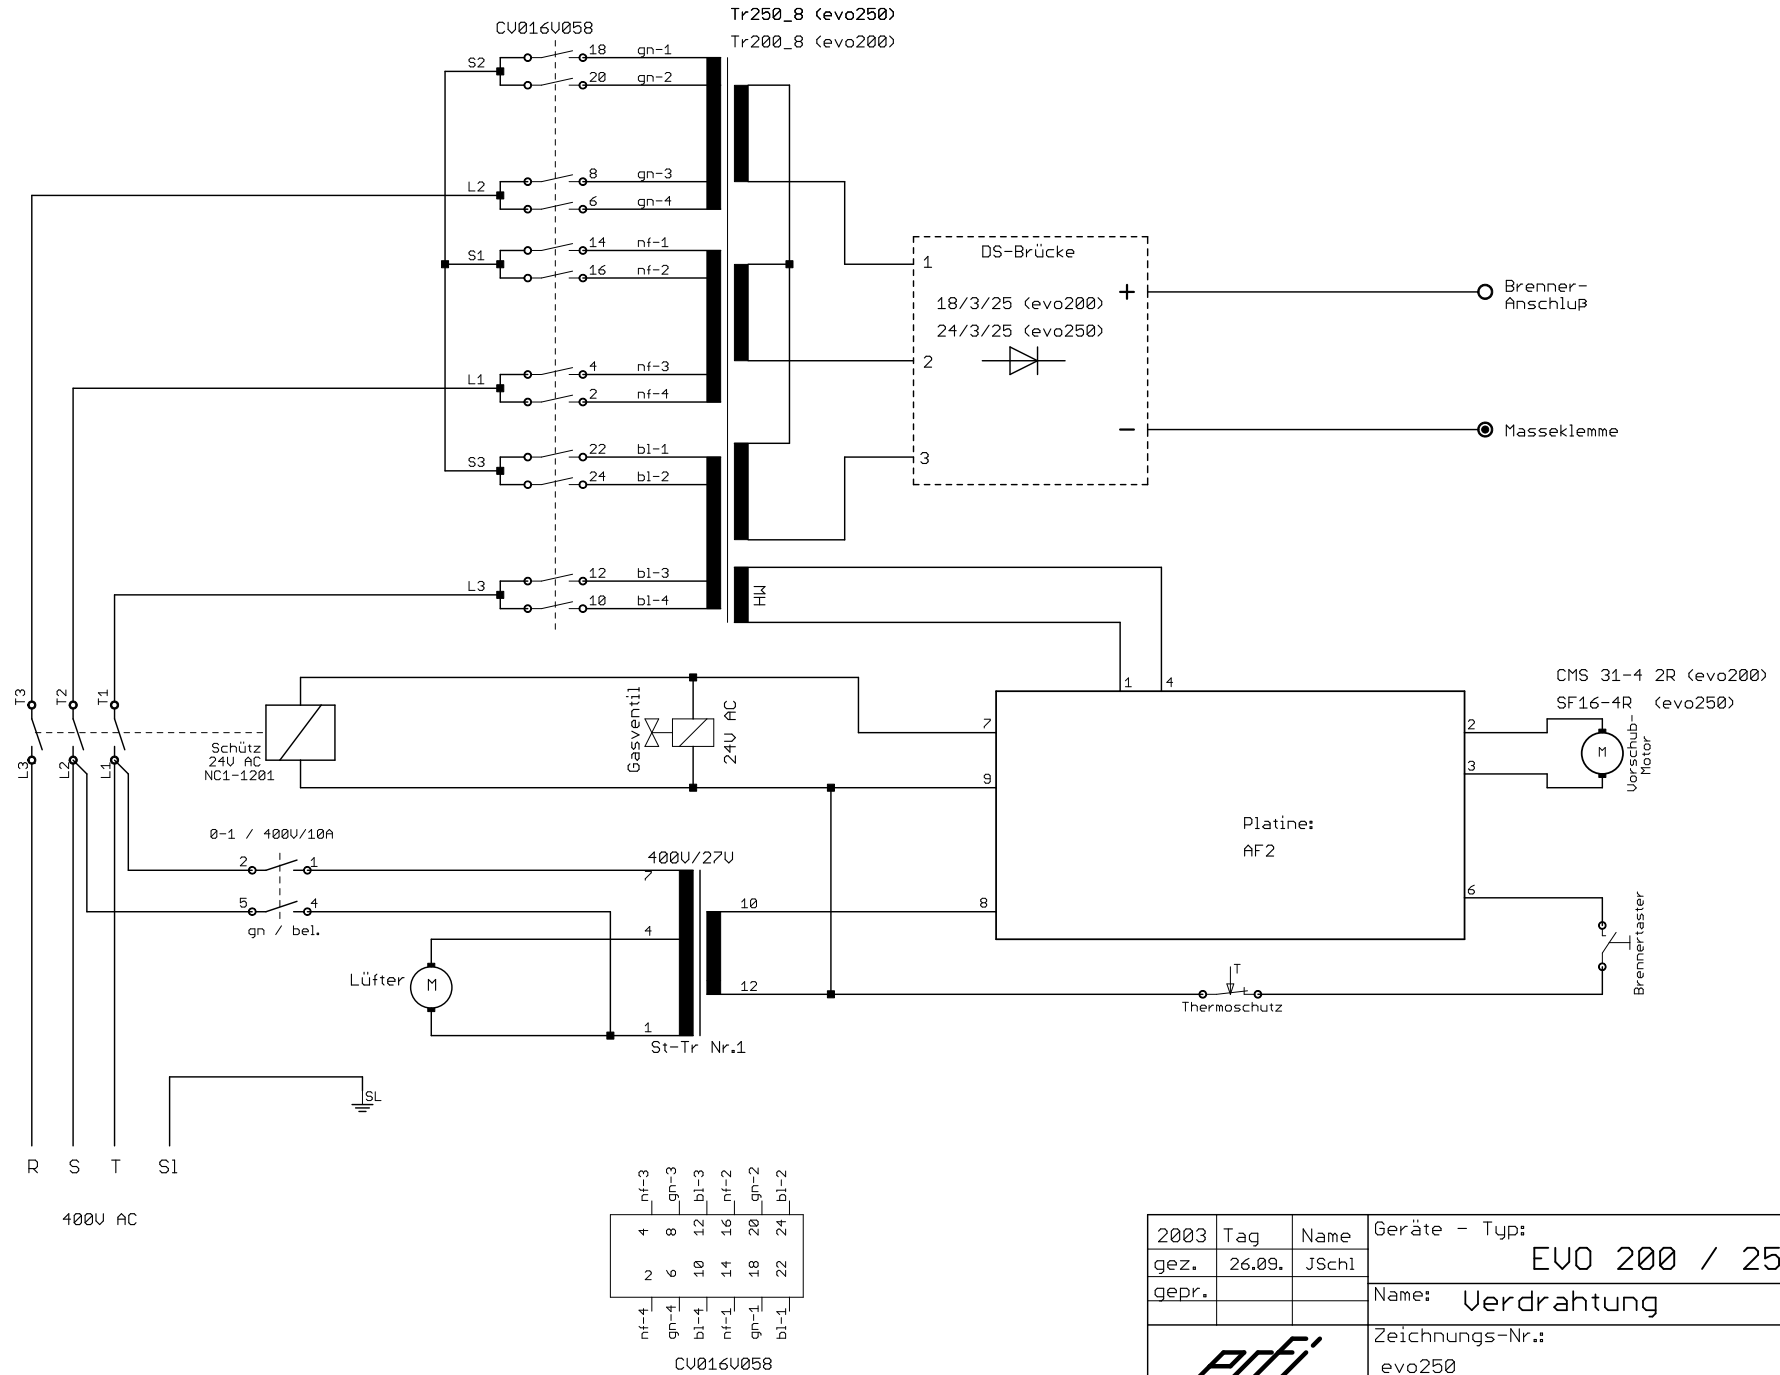 Tr250_8 (evo250)
Tr200_8 (evo200)
CV016V058
S2
18 gn-1
20 gn-2
L2
8 gn-3
6 gn-4
S1
14 nf-1
16 nf-2
L1
4 nf-3
2 nf-4
S3
22 bl-1
24 bl-2
L3
12 bl-3
10 bl-4
HW
DS-Brücke
1
18/3/25 (evo200)
24/3/25 (evo250)
2
3
+
−
Brenner-
Anschluß
Masseklemme
T3
T2
T1
L3
L2
L1
Schütz
24V AC
NC1-1201
Gasventil
24V AC
1
4
7
9
8
2
3
6
Platine:
AF2
CMS 31-4 2R (evo200)
SF16-4R (evo250)
M
Vorschub-
Motor
0-1 / 400V/10A
2
1
5
4
gn / bel.
400V/27V
7
4
1
10
12
St-Tr Nr.1
Lüfter
M
T
Thermoschutz
Brennertaster
SL
R S T Sl
400V AC
nf-3 gn-3 bl-3 nf-2 gn-2 bl-2
4 8 12 16 20 24
2 6 10 14 18 22
nf-4 gn-4 bl-4 nf-1 gn-1 bl-1
CV016V058
2003 Tag Name
gez. 26.09. JSchl
gepr.
Geräte - Typ:
EVO 200 / 25
Name: Verdrahtung
Zeichnungs-Nr.:
evo250